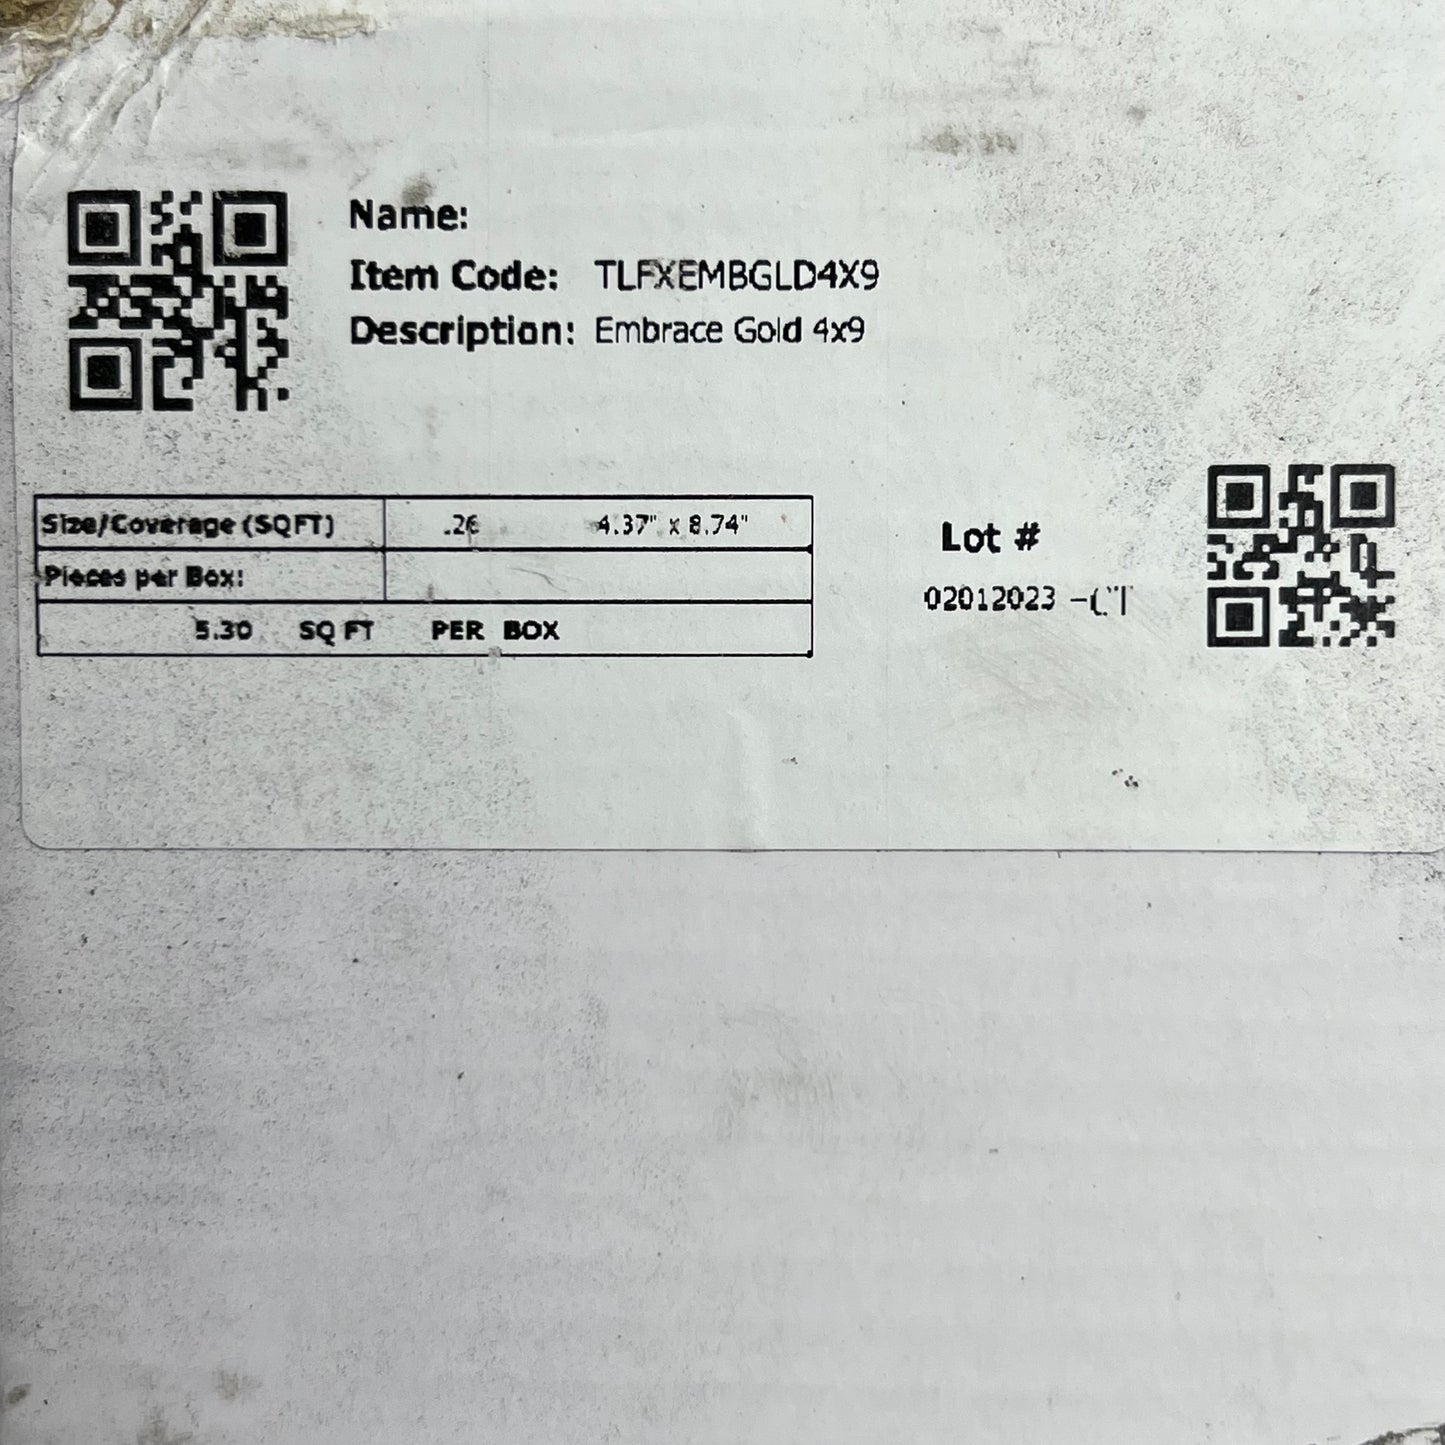 Name:
Item Code: TLFXEMBGLD4X9
Description: Embrace Gold 4x9
Size/Coverage (SQFT) .26 4.37" x 8.74"
Pieces per Box:
5.30 SQ FT PER BOX
Lot #
02012023